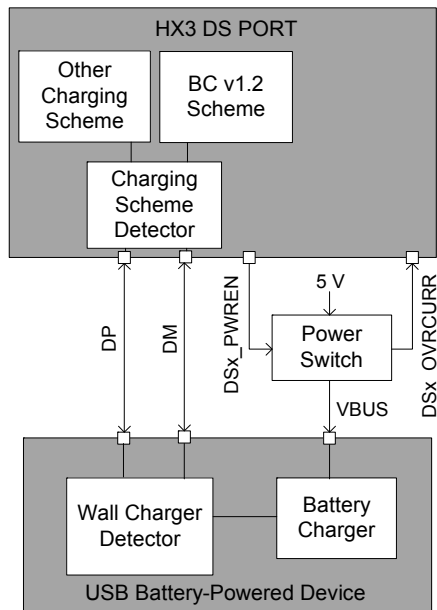 HX3 DS PORT
Other
Charging
Scheme
BC v1.2
Scheme
Charging
Scheme
Detector
DP
DM
DSx_PWREN
5 V
DSx_OVRCURR
Power
Switch
VBUS
Wall Charger
Detector
Battery
Charger
USB Battery-Powered Device